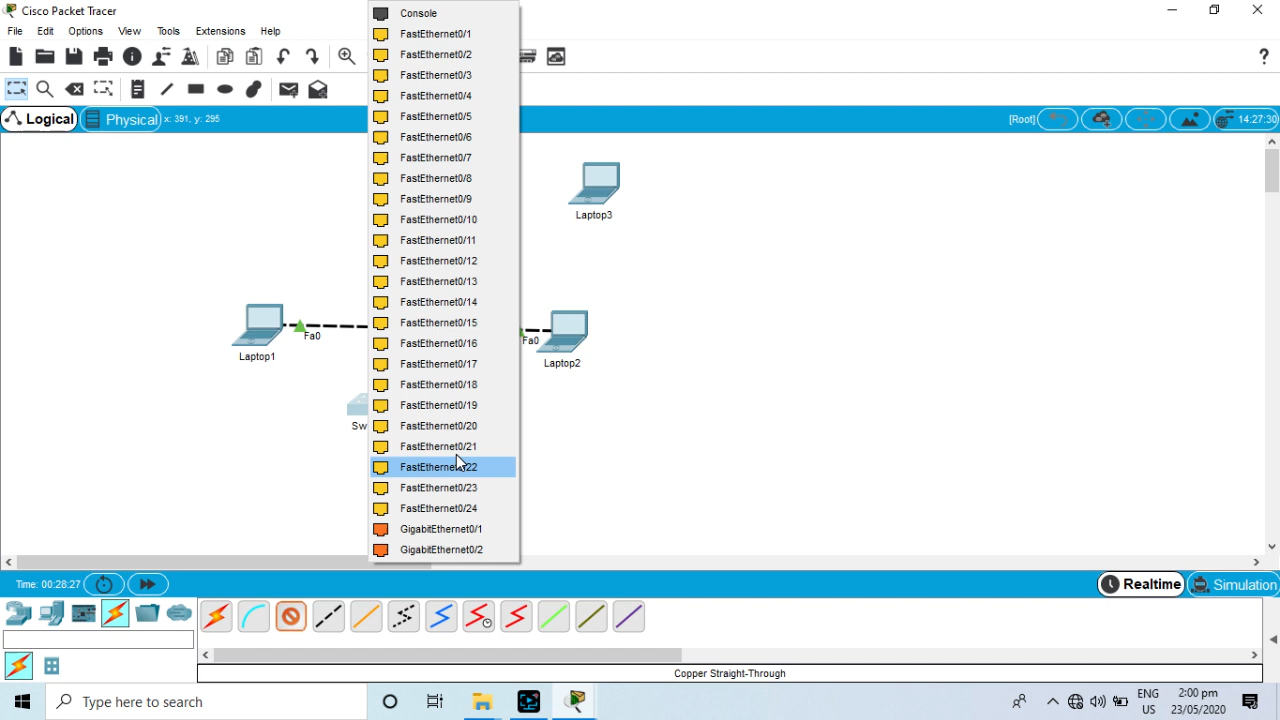 Cisco Packet Tracer
File Edit Options View Tools Extensions Help
Logical Physical x: 391, y: 295 [Root] 14:27:30
Console
FastEthernet0/1
FastEthernet0/2
FastEthernet0/3
FastEthernet0/4
FastEthernet0/5
FastEthernet0/6
FastEthernet0/7
FastEthernet0/8
FastEthernet0/9
FastEthernet0/10
FastEthernet0/11
FastEthernet0/12
FastEthernet0/13
FastEthernet0/14
FastEthernet0/15
FastEthernet0/16
FastEthernet0/17
FastEthernet0/18
FastEthernet0/19
FastEthernet0/20
FastEthernet0/21
FastEthernet0/22
FastEthernet0/23
FastEthernet0/24
GigabitEthernet0/1
GigabitEthernet0/2
Laptop3
Fa0
Laptop1
Fa0
Laptop2
Sw
Time: 00:28:27 Realtime Simulation
Copper Straight-Through
Type here to search
ENG
US
2:00 pm
23/05/2020